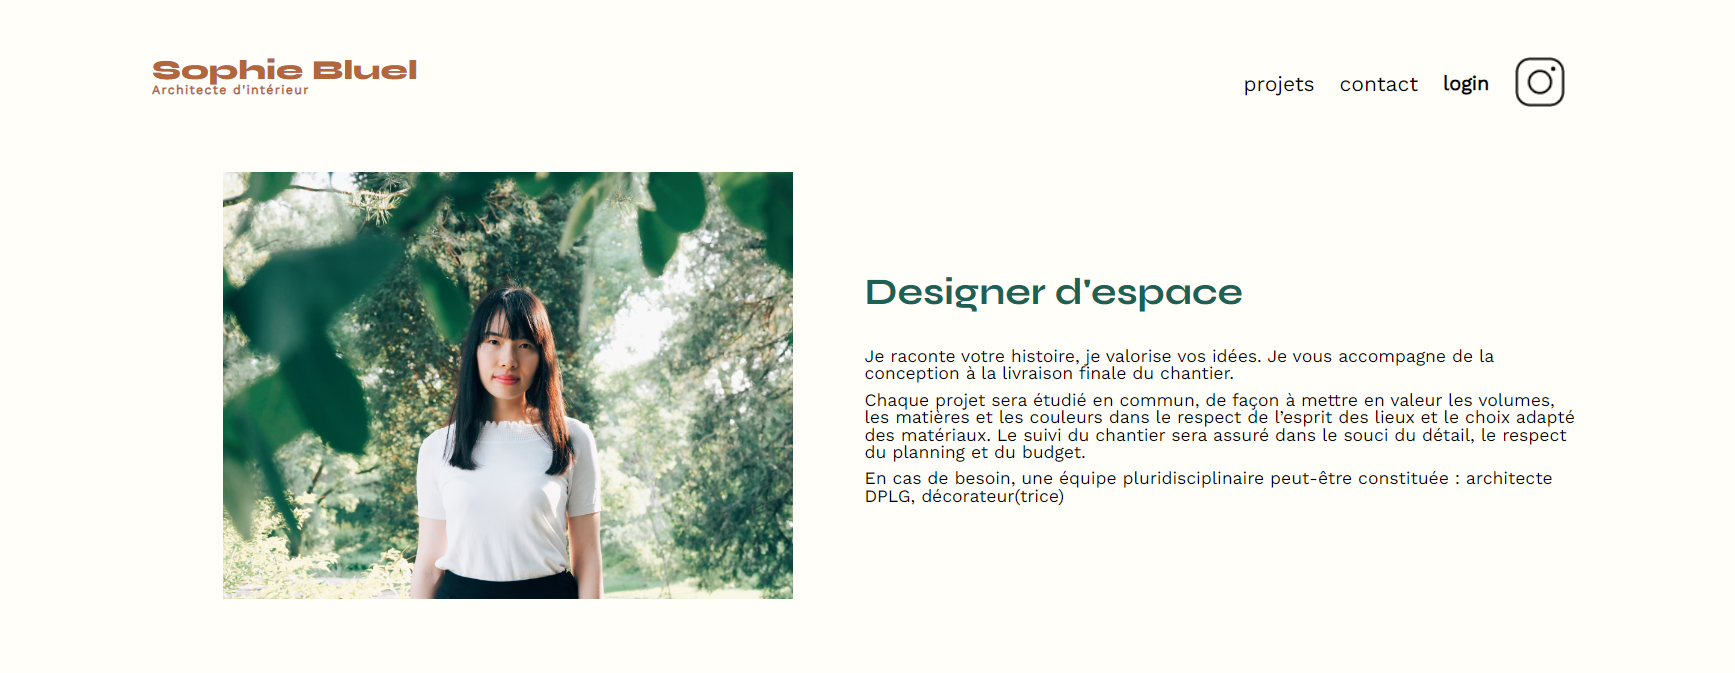 Sophie Bluel
Architecte d'intérieur
projets contact login
Designer d'espace
Je raconte votre histoire, je valorise vos idées. Je vous accompagne de la
conception à la livraison finale du chantier.
Chaque projet sera étudié en commun, de façon à mettre en valeur les volumes,
les matières et les couleurs dans le respect de l’esprit des lieux et le choix adapté
des matériaux. Le suivi du chantier sera assuré dans le souci du détail, le respect
du planning et du budget.
En cas de besoin, une équipe pluridisciplinaire peut-être constituée : architecte
DPLG, décorateur(trice)